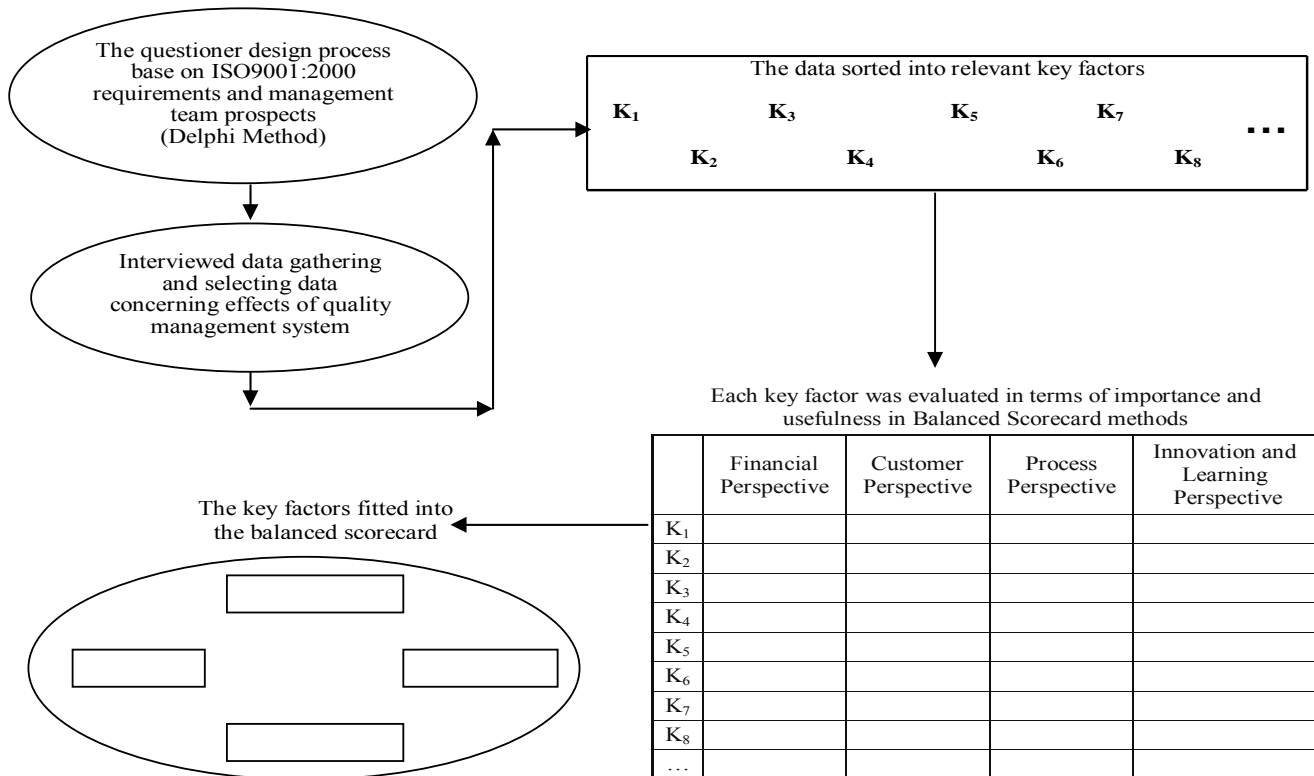 The questioner design process
base on ISO9001:2000
requirements and management
team prospects
(Delphi Method)
Interviewed data gathering
and selecting data
concerning effects of quality
management system
The data sorted into relevant key factors
K₁ K₃ K₅ K₇ ...
K₂ K₄ K₆ K₈
Each key factor was evaluated in terms of importance and
usefulness in Balanced Scorecard methods
Financial Perspective Customer Perspective Process Perspective Innovation and Learning Perspective
K₁
K₂
K₃
K₄
K₅
K₆
K₇
K₈
...
The key factors fitted into
the balanced scorecard